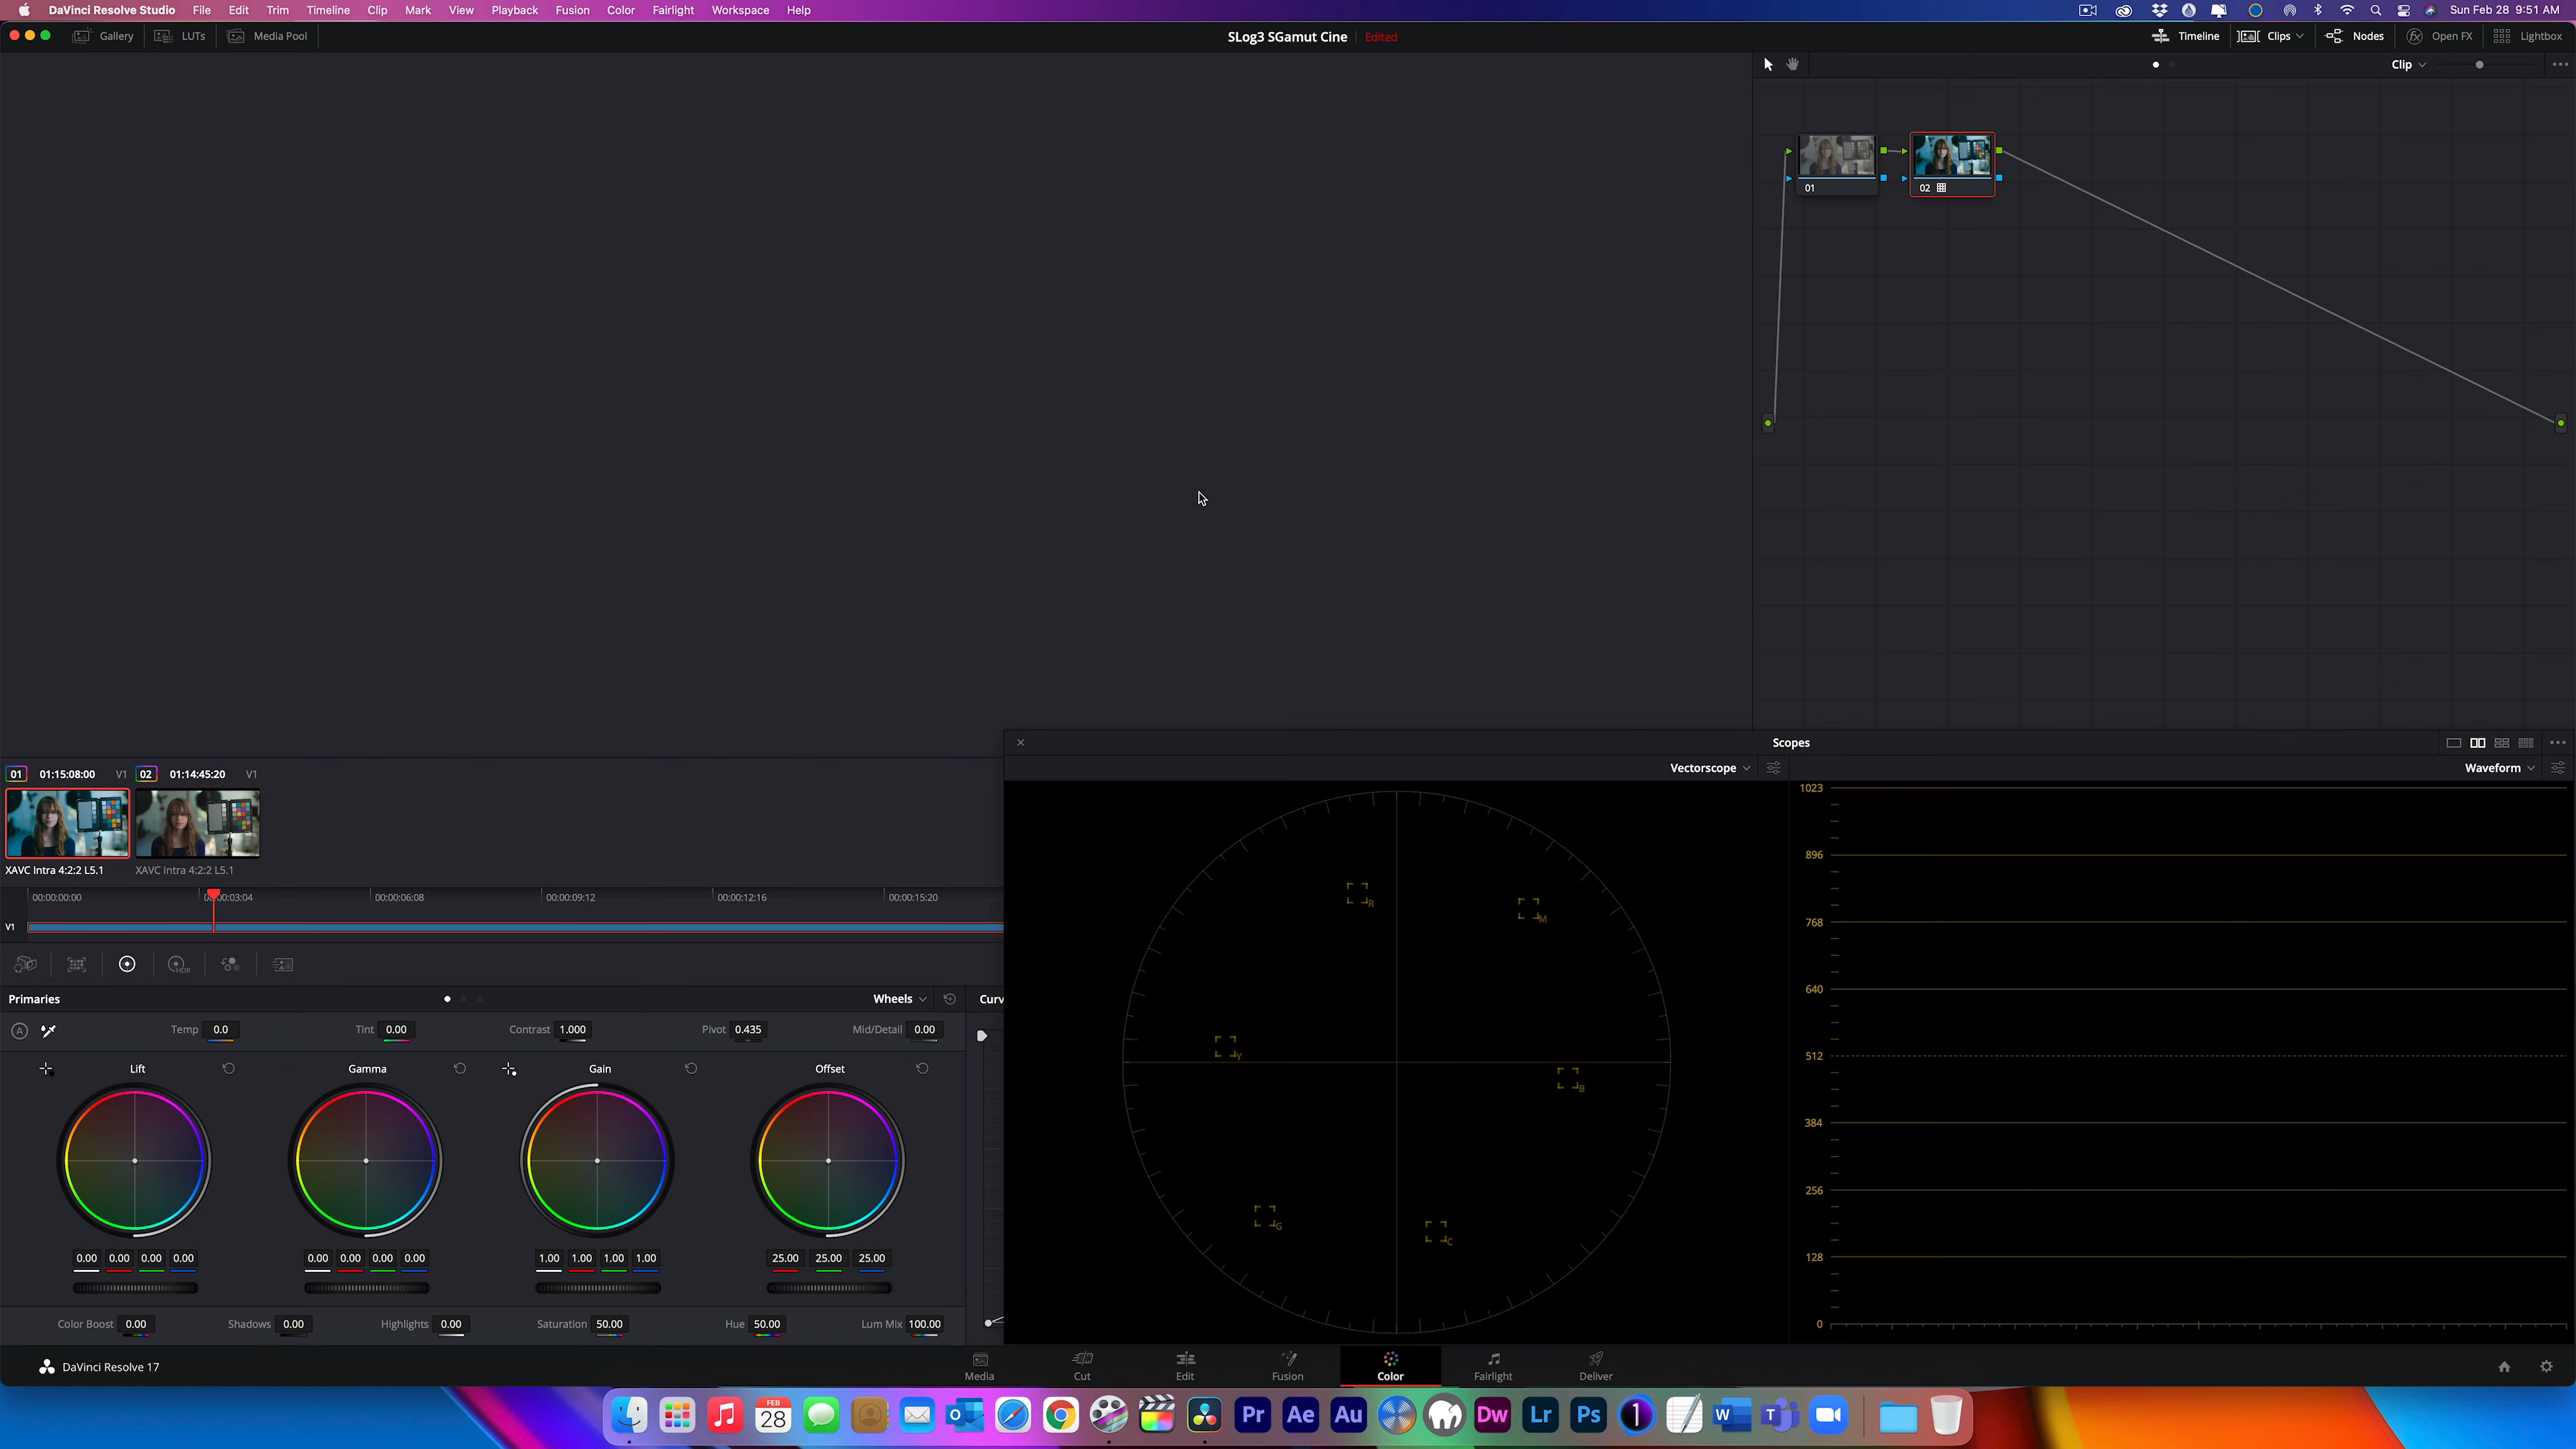 DaVinci Resolve Studio File Edit Trim Timeline Clip Mark View Playback Fusion Color Fairlight Workspace Help Sun Feb 28 9:51 AM
Gallery LUTs Media Pool SLog3 SGamut Cine Edited Timeline Clips Nodes Open FX Lightbox
Clip
01 02
Scopes
Vectorscope Waveform
01 01:15:08:00 V1 02 01:14:45:20 V1
XAVC Intra 4:2:2 L5.1 XAVC Intra 4:2:2 L5.1
00:00:00:00 00:00:06:08 00:00:09:12 00:00:12:16 00:00:15:20
V1
HDR
Primaries Wheels Curv
A Temp 0.0 Tint 0.00 Contrast 1.000 Pivot 0.435 Mid/Detail 0.00
Lift Gamma Gain Offset
0.00 0.00 0.00 0.00 0.00 0.00 0.00 0.00 1.00 1.00 1.00 1.00 25.00 25.00 25.00
Color Boost 0.00 Shadows 0.00 Highlights 0.00 Saturation 50.00 Hue 50.00 Lum Mix 100.00
R
M
Y
B
G
C
1023
896
768
640
512
384
256
128
0
DaVinci Resolve 17 Media Cut Edit Fusion Color Fairlight Deliver
FEB
28
Pr Ae Au Dw Lr Ps 1 W T